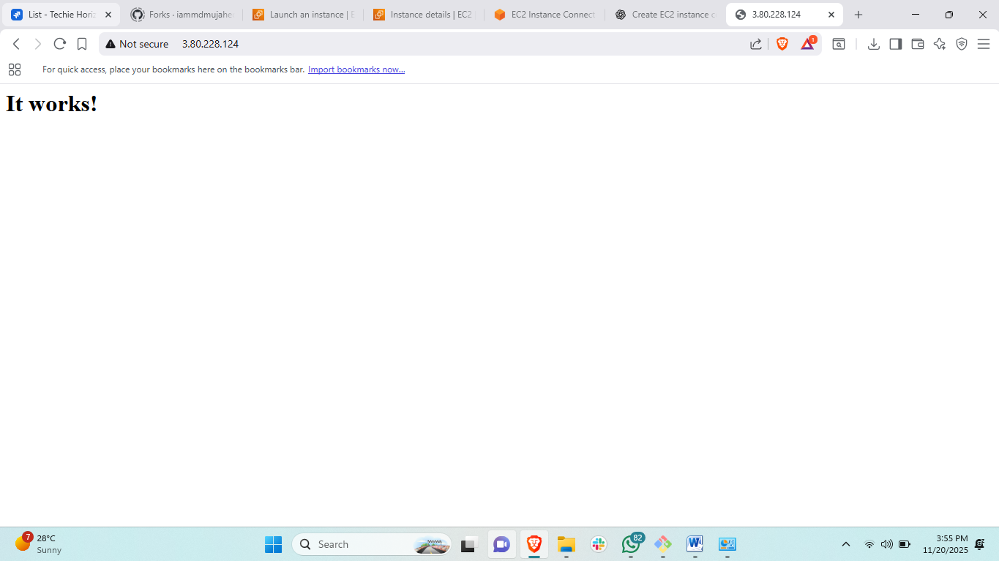 List - Techie Horiz
Forks · iammdmujahe
Launch an instance | E
Instance details | EC2
EC2 Instance Connect
Create EC2 instance c
3.80.228.124
Not secure 3.80.228.124
1
For quick access, place your bookmarks here on the bookmarks bar. Import bookmarks now...
It works!
7
28°C
Sunny
Search
82
3:55 PM
11/20/2025